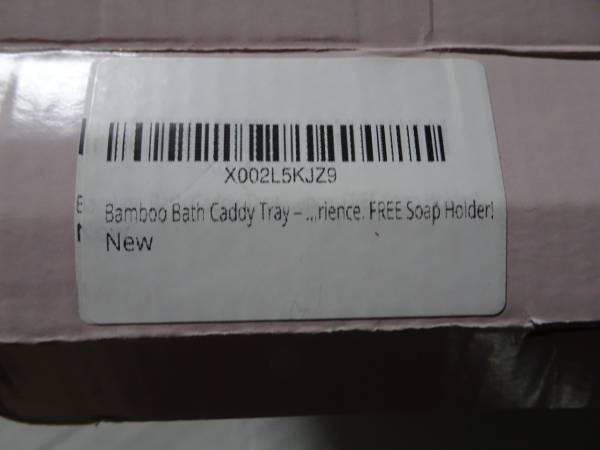 X002L5KJZ9
Bamboo Bath Caddy Tray – ...rience. FREE Soap Holder!
New